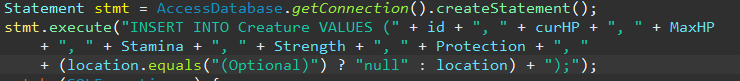 Statement stmt = AccessDatabase.getConnection().createStatement();
stmt.execute("INSERT INTO Creature VALUES (" + id + ", " + curHP + ", " + MaxHP
+ ", " + Stamina + ", " + Strength + ", " + Protection + ", "
+ (location.equals("(Optional)") ? "null" : location) + ");");